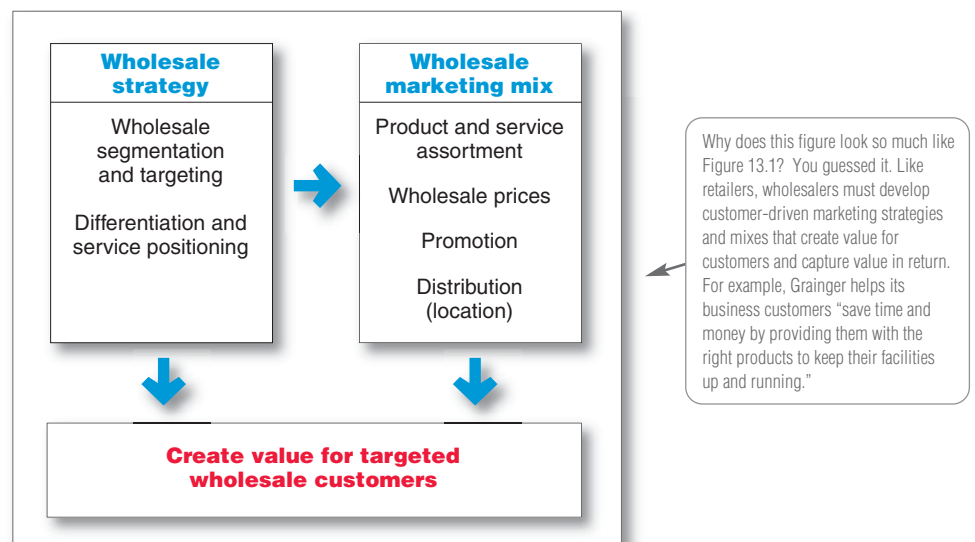 Wholesale
strategy
Wholesale
segmentation
and targeting
Differentiation and
service positioning
Wholesale
marketing mix
Product and service
assortment
Wholesale prices
Promotion
Distribution
(location)
Create value for targeted
wholesale customers
Why does this figure look so much like
Figure 13.1? You guessed it. Like
retailers, wholesalers must develop
customer-driven marketing strategies
and mixes that create value for
customers and capture value in return.
For example, Grainger helps its
business customers “save time and
money by providing them with the
right products to keep their facilities
up and running.”